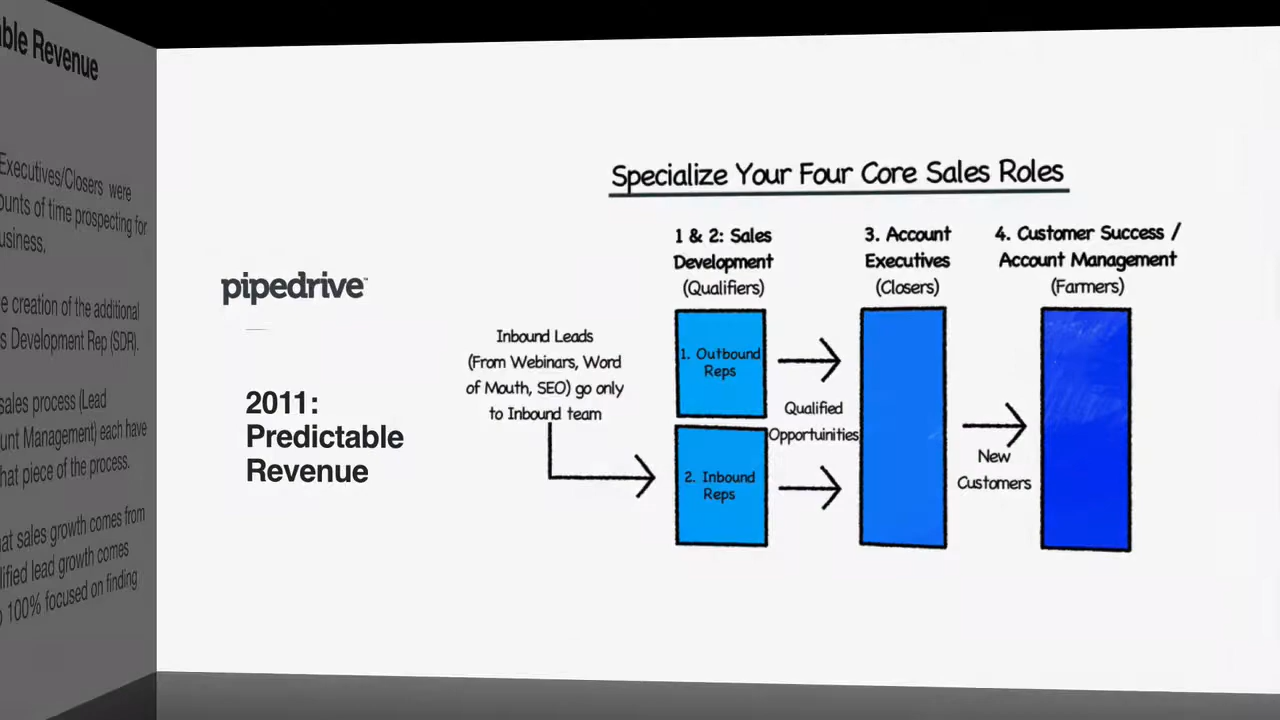 able Revenue
Executives/Closers were
ounts of time prospecting for
usiness.
e creation of the additional
s Development Rep (SDR).
sales process (Lead
unt Management) each have
hat piece of the process.
hat sales growth comes from
lified lead growth comes
100% focused on finding
pipedrive™
2011:
Predictable
Revenue
Specialize Your Four Core Sales Roles
1 & 2: Sales
Development
(Qualifiers)
3. Account
Executives
(Closers)
4. Customer Success /
Account Management
(Farmers)
Inbound Leads
(From Webinars, Word
of Mouth, SEO) go only
to Inbound team
1. Outbound
Reps
2. Inbound
Reps
Qualified
Opportuinities
New
Customers